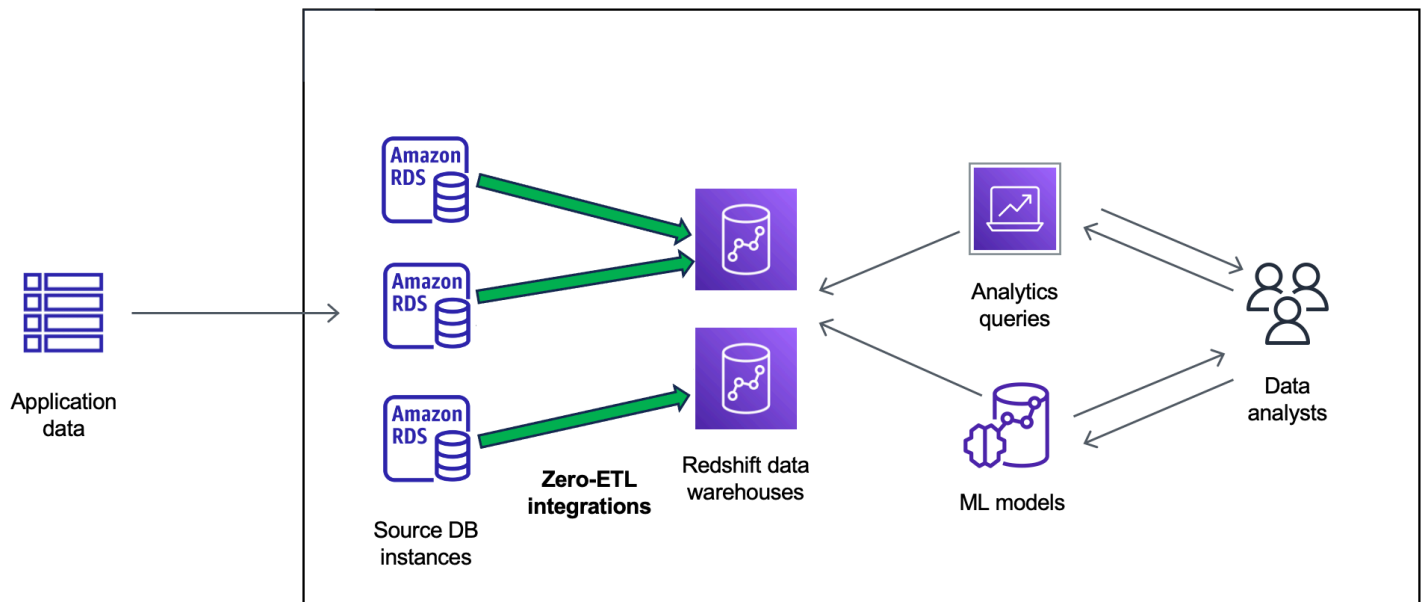 Amazon
RDS
Amazon
RDS
Amazon
RDS
Application
data
Source DB
instances
Zero-ETL
integrations
Redshift data
warehouses
Analytics
queries
ML models
Data
analysts